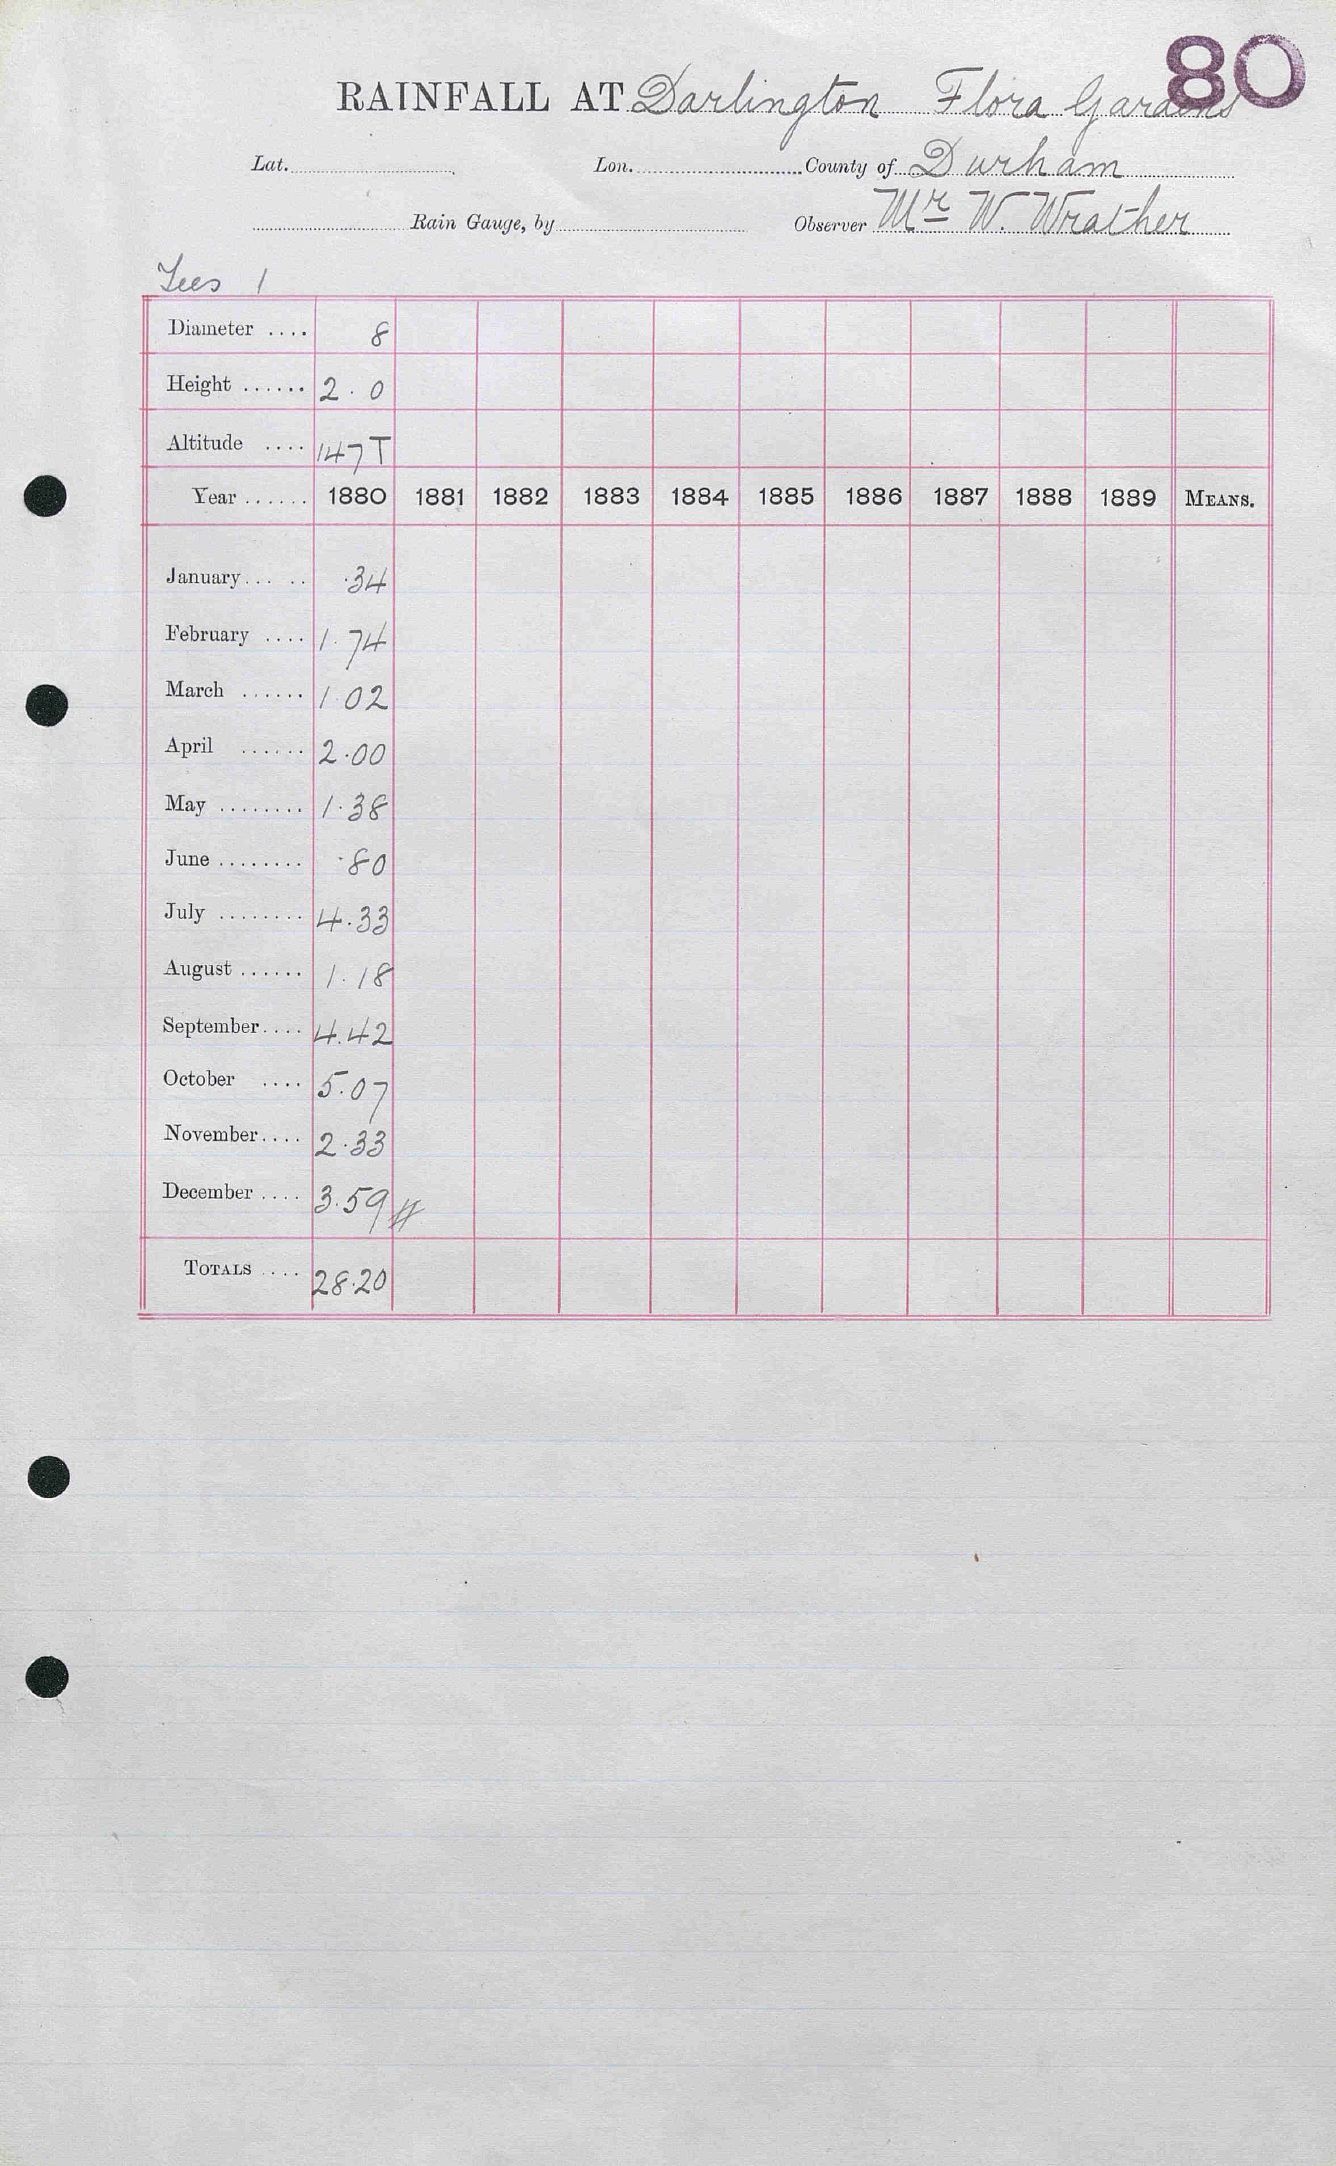 80
RAINFALL AT Darlington Flora Gardens
Lat. Lon. County of Durham
Rain Gauge, by Observer Mr W. Wrather
Tees 1
Diameter .... 8
Height ...... 2.0
Altitude .... 147 T
Year ...... 1880 1881 1882 1883 1884 1885 1886 1887 1888 1889 MEANS.
January... .. .34
February .... 1.74
March ...... 1.02
April ...... 2.00
May ........ 1.38
June ........ .80
July ........ 4.33
August ...... 1.18
September.... 4.42
October .... 5.07
November.... 2.33
December .... 3.59 #
TOTALS .... 28.20